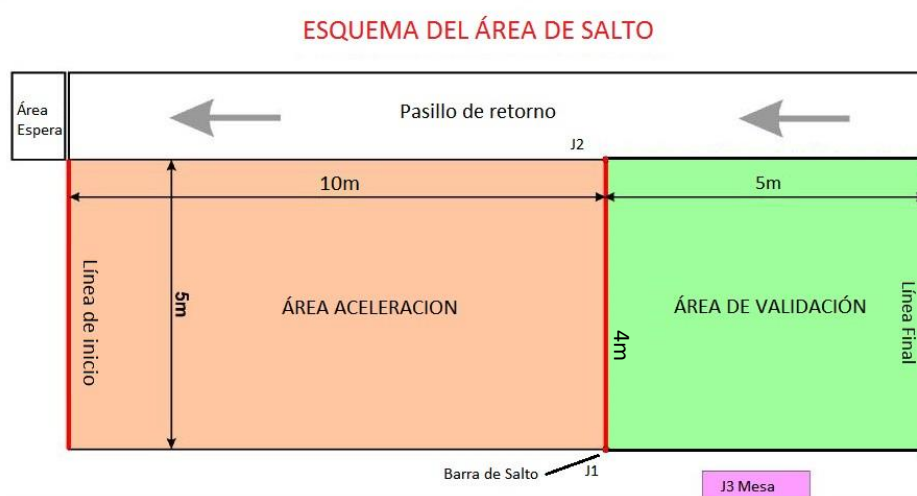 ESQUEMA DEL ÁREA DE SALTO
Área
Espera
Pasillo de retorno
J2
10m
5m
Línea de inicio
5m
ÁREA ACELERACION
4m
ÁREA DE VALIDACIÓN
Línea Final
Barra de Salto
J1
J3 Mesa